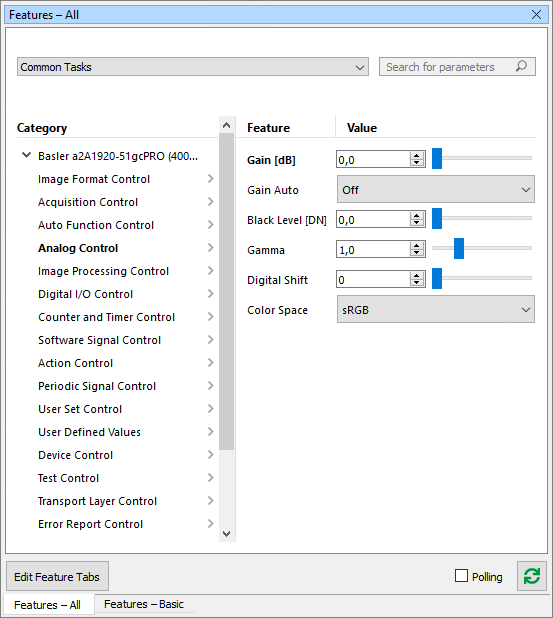 Features – All
Common Tasks
Search for parameters
Category
Basler a2A1920-51gcPRO (400...
Image Format Control
Acquisition Control
Auto Function Control
Analog Control
Image Processing Control
Digital I/O Control
Counter and Timer Control
Software Signal Control
Action Control
Periodic Signal Control
User Set Control
User Defined Values
Device Control
Test Control
Transport Layer Control
Error Report Control
Feature Value
Gain [dB] 0,0
Gain Auto Off
Black Level [DN] 0,0
Gamma 1,0
Digital Shift 0
Color Space sRGB
Edit Feature Tabs
Polling
Features – All
Features – Basic